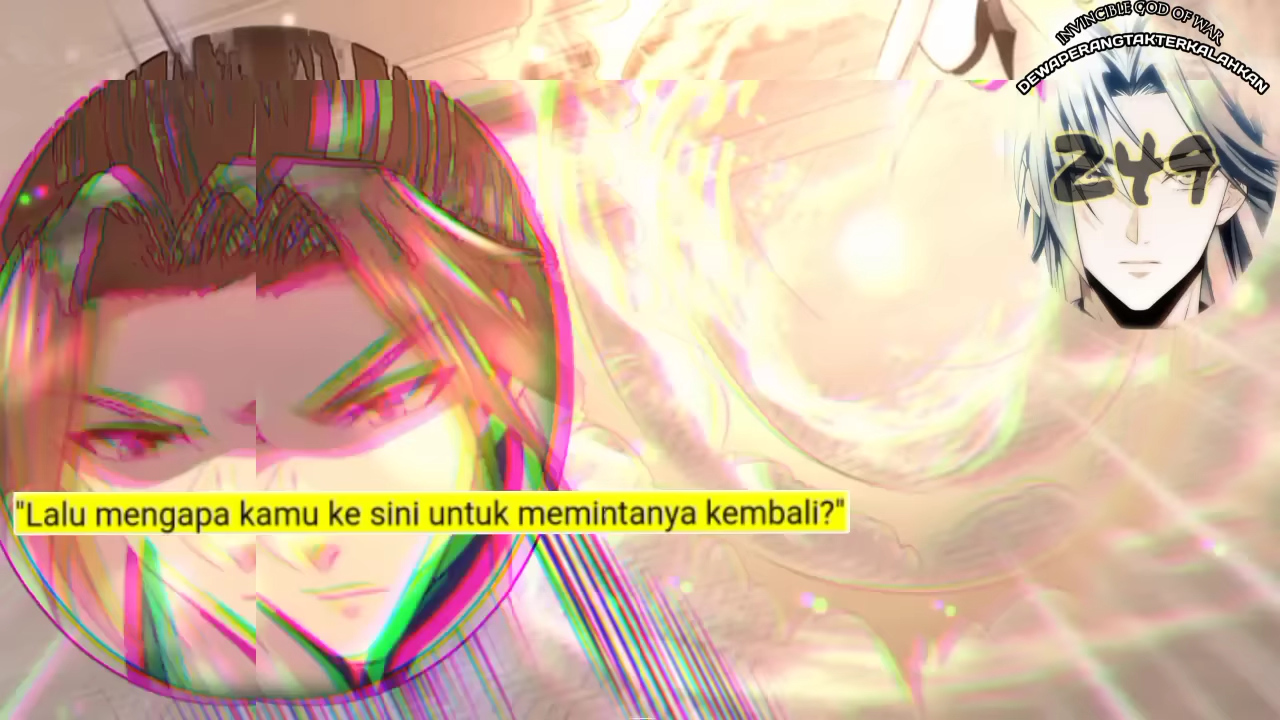 INVINCIBLE GOD OF WAR
DEWAPERANGTAKTERKALAHKAN
249
"Lalu mengapa kamu ke sini untuk memintanya kembali?"